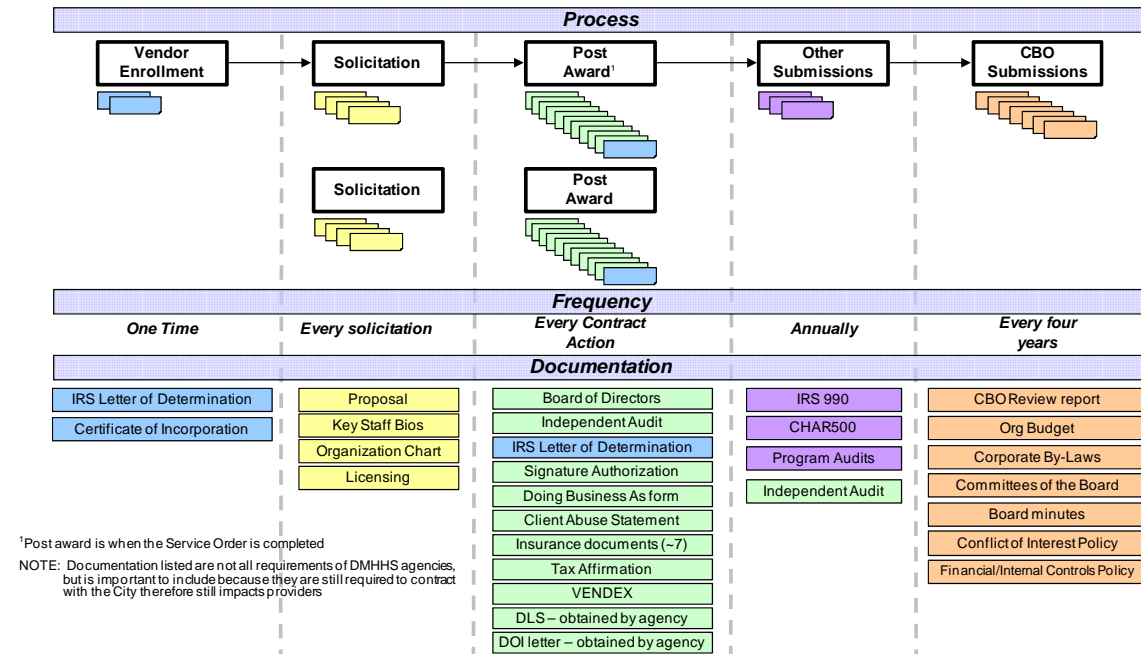 Process
Vendor
Enrollment
Solicitation
Post
Award1
Other
Submissions
CBO
Submissions
Solicitation
Post
Award
Frequency
One Time
Every solicitation
Every Contract
Action
Annually
Every four
years
Documentation
IRS Letter of Determination
Certificate of Incorporation
Proposal
Key Staff Bios
Organization Chart
Licensing
Board of Directors
Independent Audit
IRS Letter of Determination
Signature Authorization
Doing Business As form
Client Abuse Statement
Insurance documents (~7)
Tax Affirmation
VENDEX
DLS – obtained by agency
DOI letter – obtained by agency
IRS 990
CHAR500
Program Audits
Independent Audit
CBO Review report
Org Budget
Corporate By-Laws
Committees of the Board
Board minutes
Conflict of Interest Policy
Financial/Internal Controls Policy
1Post award is when the Service Order is completed
NOTE: Documentation listed are not all requirements of DMHHS agencies,
but is important to include because they are still required to contract
with the City therefore still impacts providers